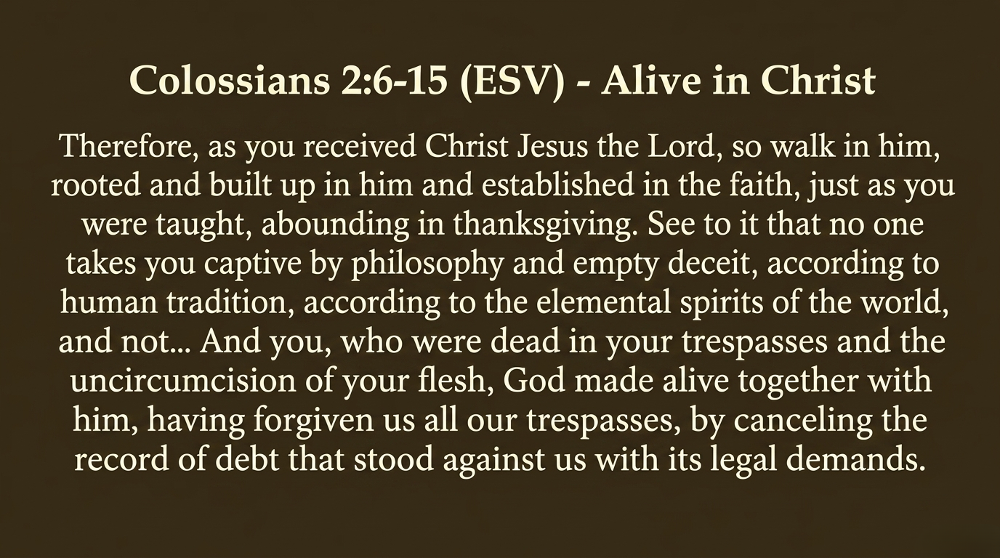 Colossians 2:6-15 (ESV) - Alive in Christ
Therefore, as you received Christ Jesus the Lord, so walk in him,
rooted and built up in him and established in the faith, just as you
were taught, abounding in thanksgiving. See to it that no one
takes you captive by philosophy and empty deceit, according to
human tradition, according to the elemental spirits of the world,
and not... And you, who were dead in your trespasses and the
uncircumcision of your flesh, God made alive together with
him, having forgiven us all our trespasses, by canceling the
record of debt that stood against us with its legal demands.